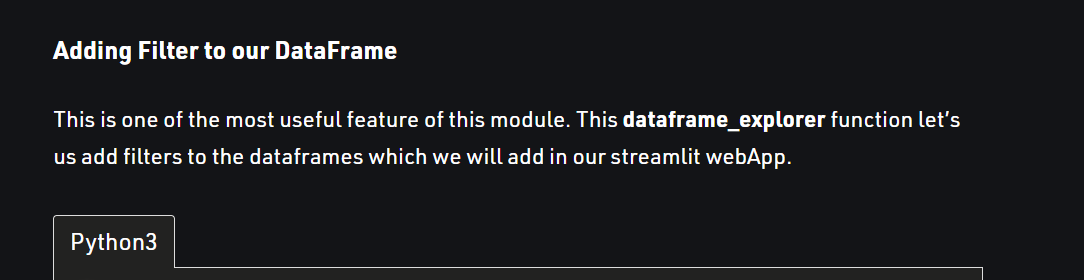 Adding Filter to our DataFrame
This is one of the most useful feature of this module. This dataframe_explorer function let's
us add filters to the dataframes which we will add in our streamlit webApp.
Python3